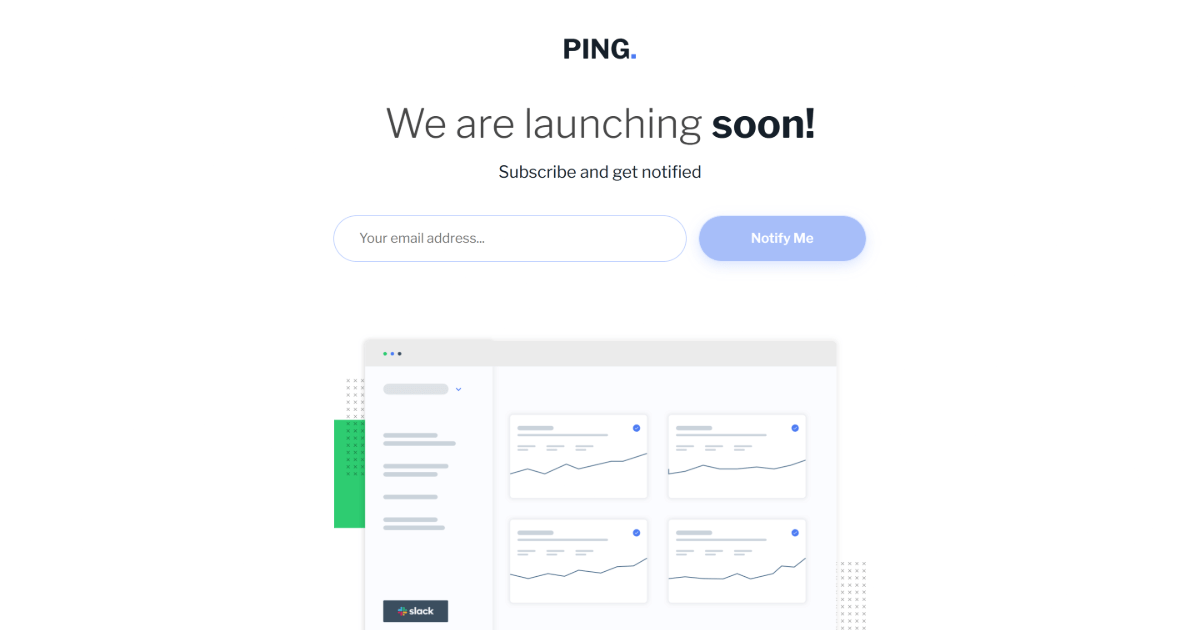 PING.
We are launching soon!
Subscribe and get notified
Your email address...
Notify Me
slack